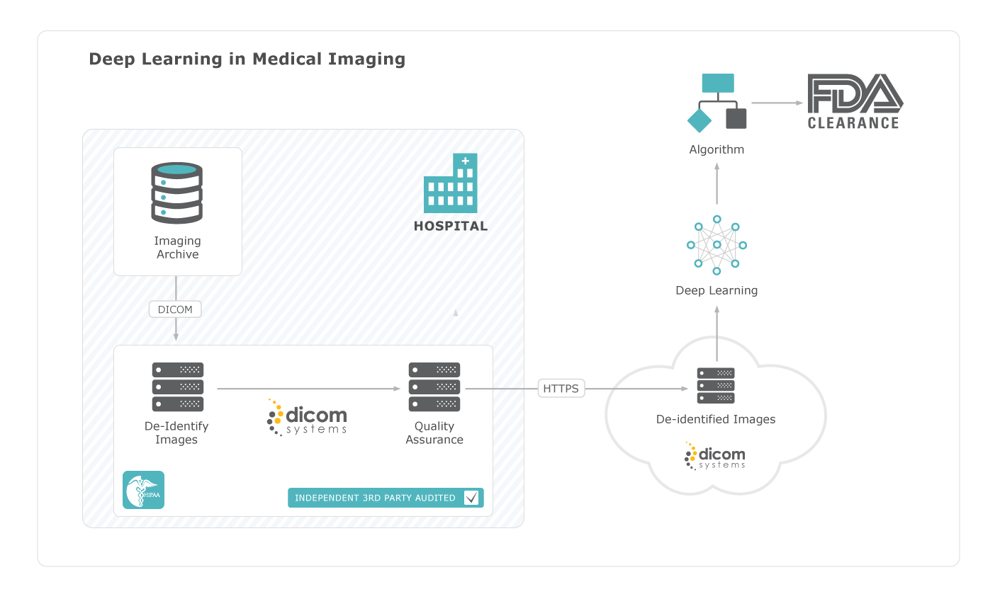 Deep Learning in Medical Imaging
FDA
CLEARANCE
Algorithm
HOSPITAL
Imaging
Archive
Deep Learning
DICOM
HTTPS
De-Identify
Images
dicom
systems
Quality
Assurance
De-identified Images
dicom
systems
HIPAA
INDEPENDENT 3RD PARTY AUDITED